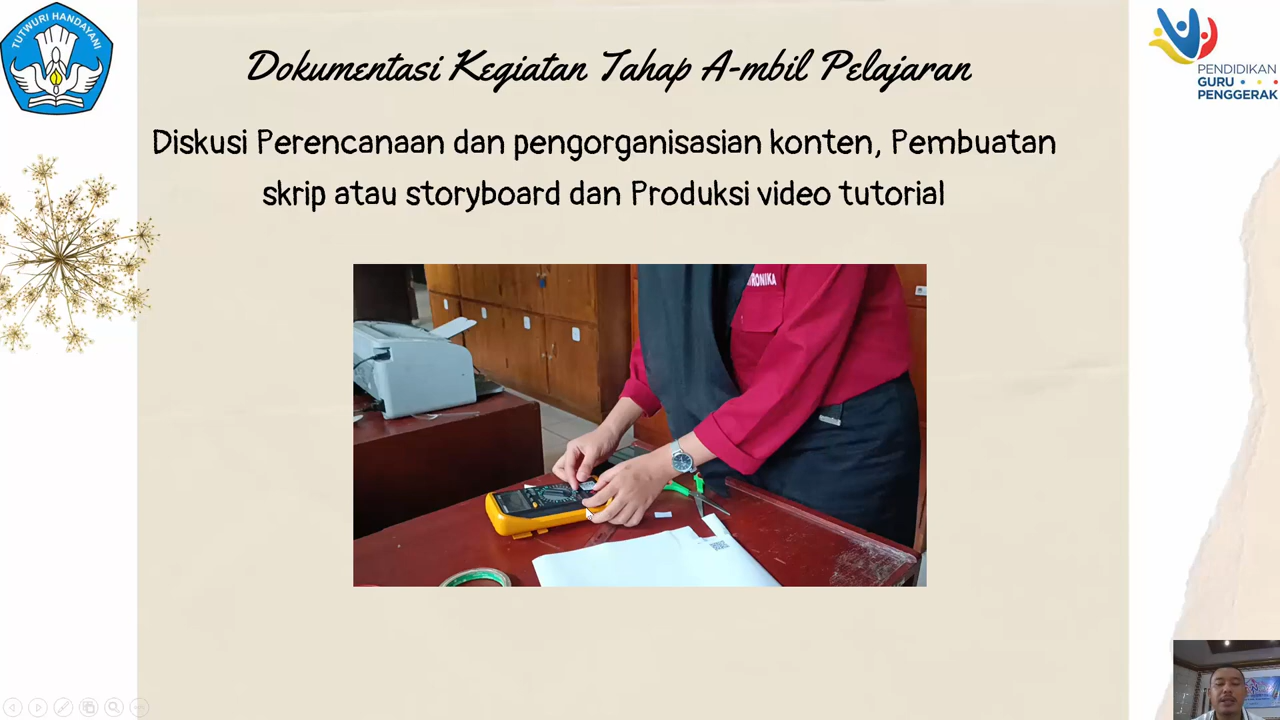 TUTWURI HANDAYANI
Dokumentasi Kegiatan Tahap A-mbil Pelajaran
PENDIDIKAN
GURU
PENGGERAK
Diskusi Perencanaan dan pengorganisasian konten, Pembuatan
skrip atau storyboard dan Produksi video tutorial